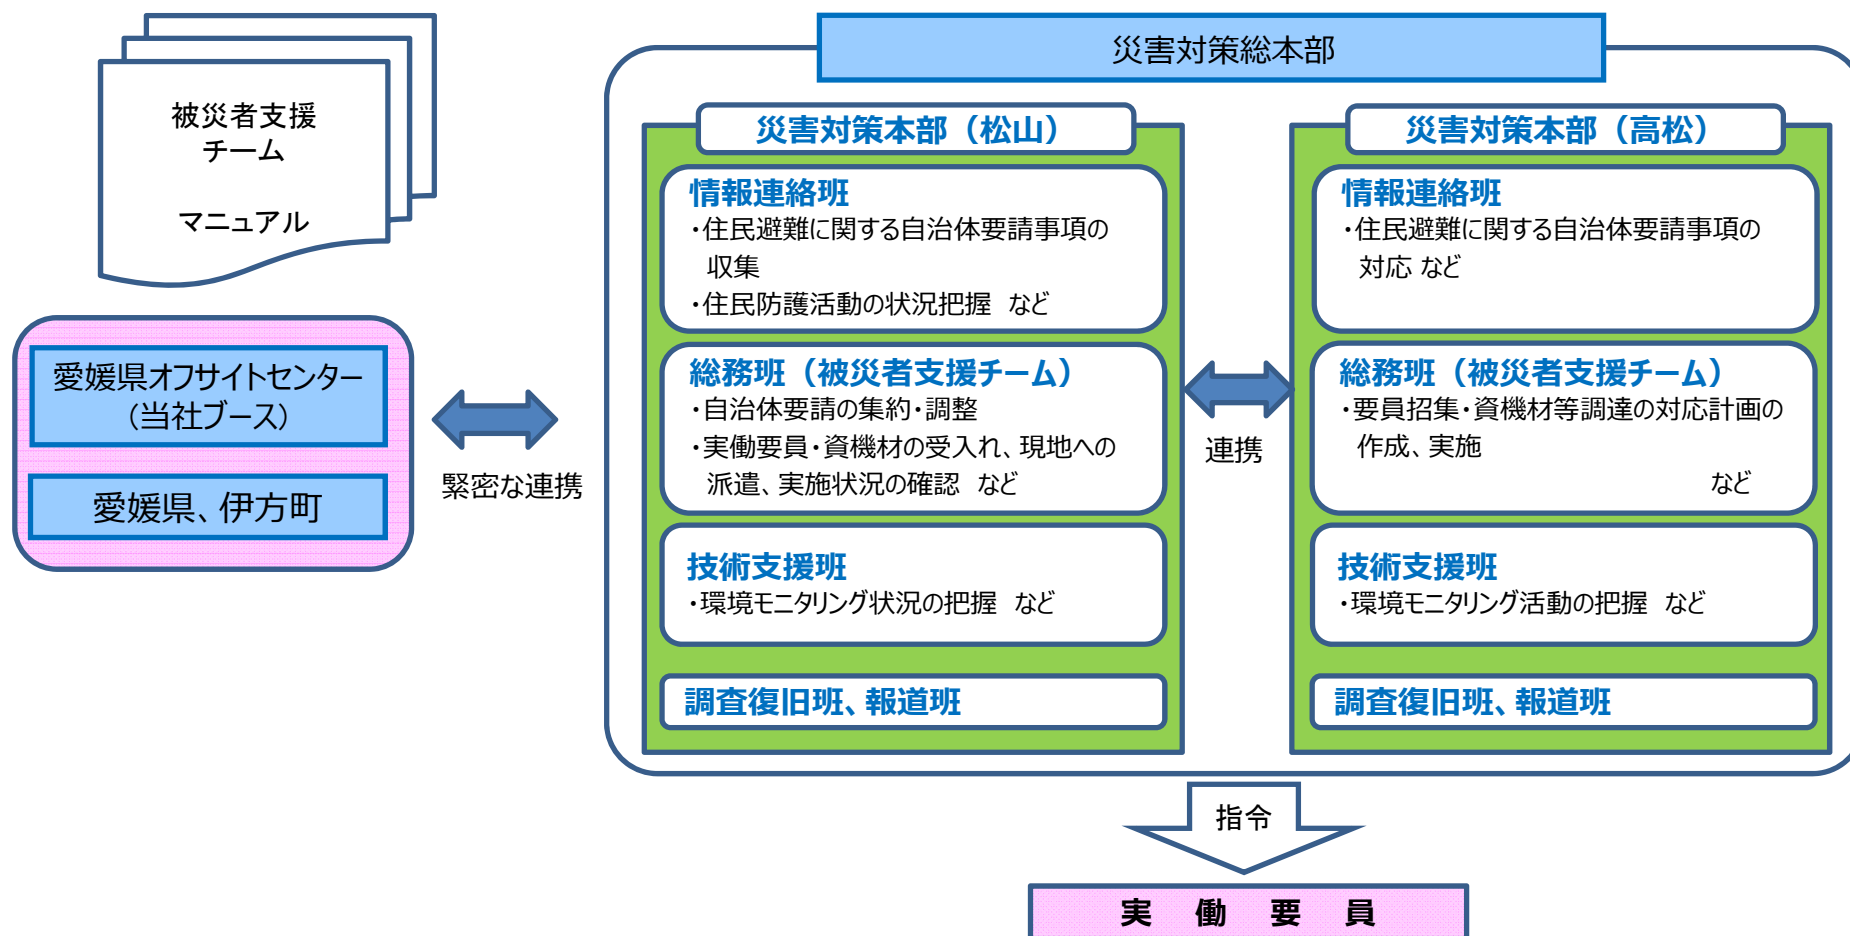 被災者支援
チーム
マニュアル
愛媛県オフサイトセンター
（当社ブース）
愛媛県、伊方町
緊密な連携
災害対策総本部
災害対策本部（松山）
情報連絡班
・住民避難に関する自治体要請事項の
収集
・住民防護活動の状況把握 など
総務班（被災者支援チーム）
・自治体要請の集約・調整
・実働要員・資機材の受入れ、現地への
派遣、実施状況の確認 など
技術支援班
・環境モニタリング状況の把握 など
調査復旧班、報道班
連携
災害対策本部（高松）
情報連絡班
・住民避難に関する自治体要請事項の
対応 など
総務班（被災者支援チーム）
・要員招集・資機材等調達の対応計画の
作成、実施
など
技術支援班
・環境モニタリング活動の把握 など
調査復旧班、報道班
指令
実 働 要 員